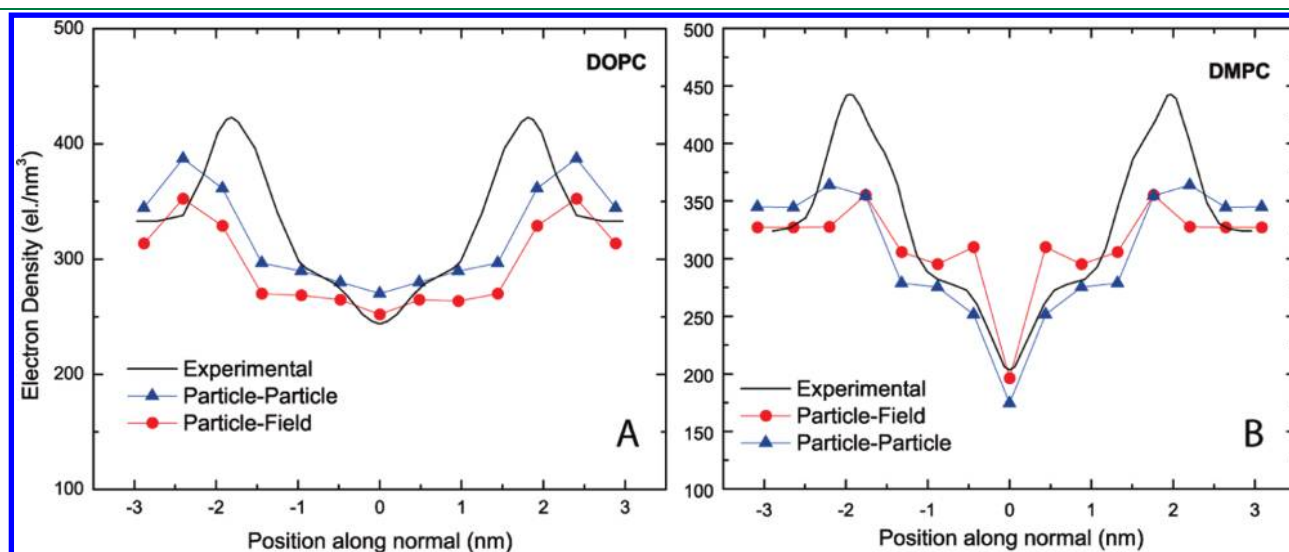 500
400
300
200
100
-3 -2 -1 0 1 2 3
Electron Density (el./nm³)
Position along normal (nm)
DOPC
Experimental
Particle-Particle
Particle-Field
A
500
450
400
350
300
250
200
150
100
-3 -2 -1 0 1 2 3
Position along normal (nm)
DMPC
Experimental
Particle-Field
Particle-Particle
B